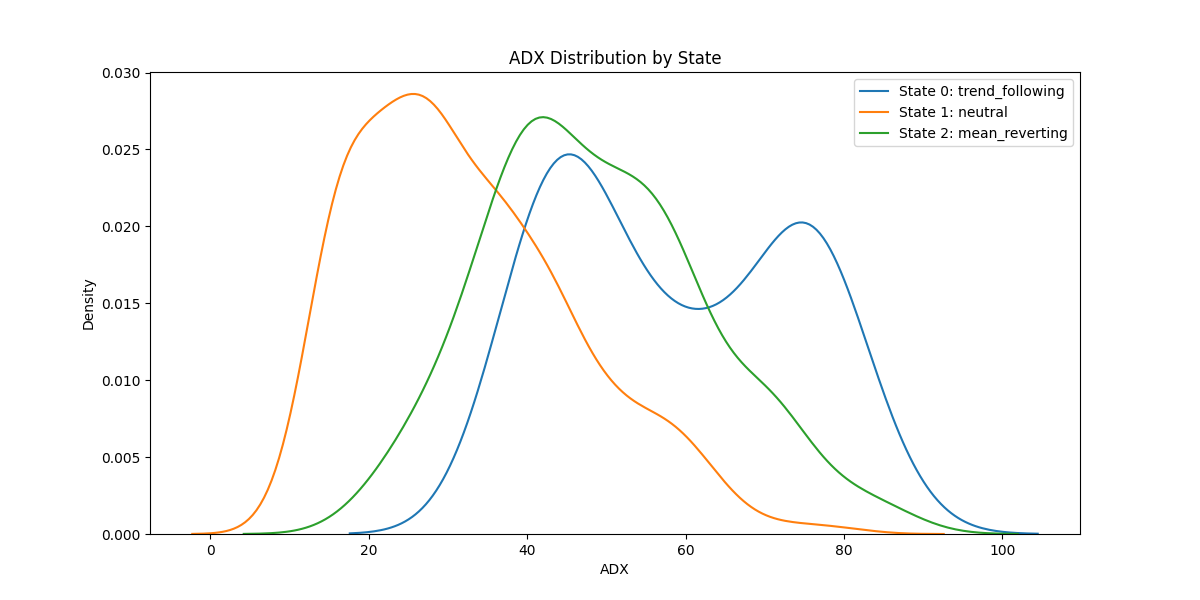 ADX Distribution by State
State 0: trend_following
State 1: neutral
State 2: mean_reverting
Density
0.030
0.025
0.020
0.015
0.010
0.005
0.000
0 20 40 60 80 100
ADX